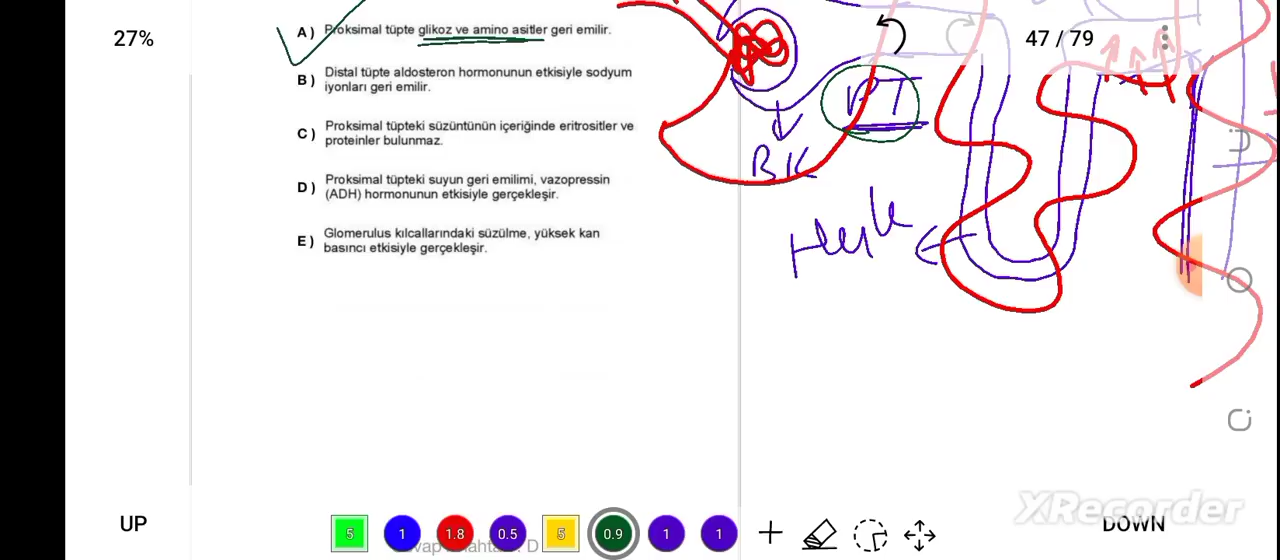 27%
47 / 79
A) Proksimal tüpte glikoz ve amino asitler geri emilir.
B) Distal tüpte aldosteron hormonunun etkisiyle sodyum
iyonları geri emilir.
C) Proksimal tüpteki süzüntünün içeriğinde eritrositler ve
proteinler bulunmaz.
D) Proksimal tüpteki suyun geri emilimi, vazopressin
(ADH) hormonunun etkisiyle gerçekleşir.
E) Glomerulus kılcallarındaki süzülme, yüksek kan
basıncı etkisiyle gerçekleşir.
PT
BK
Henle
XRecorder
UP
5 1 1.8 0.5 5 0.9 1 1
DOWN